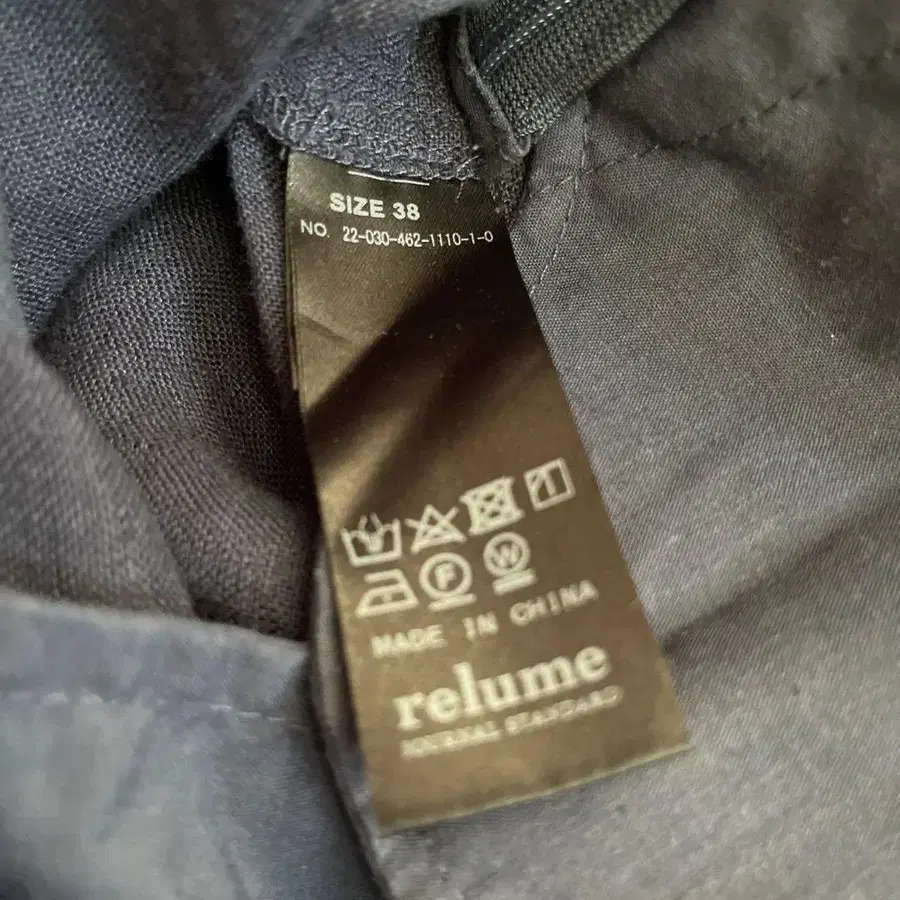 SIZE 38
NO. 22-030-462-1110-1-0
P W
MADE IN CHINA
relume
JOURNAL STANDARD